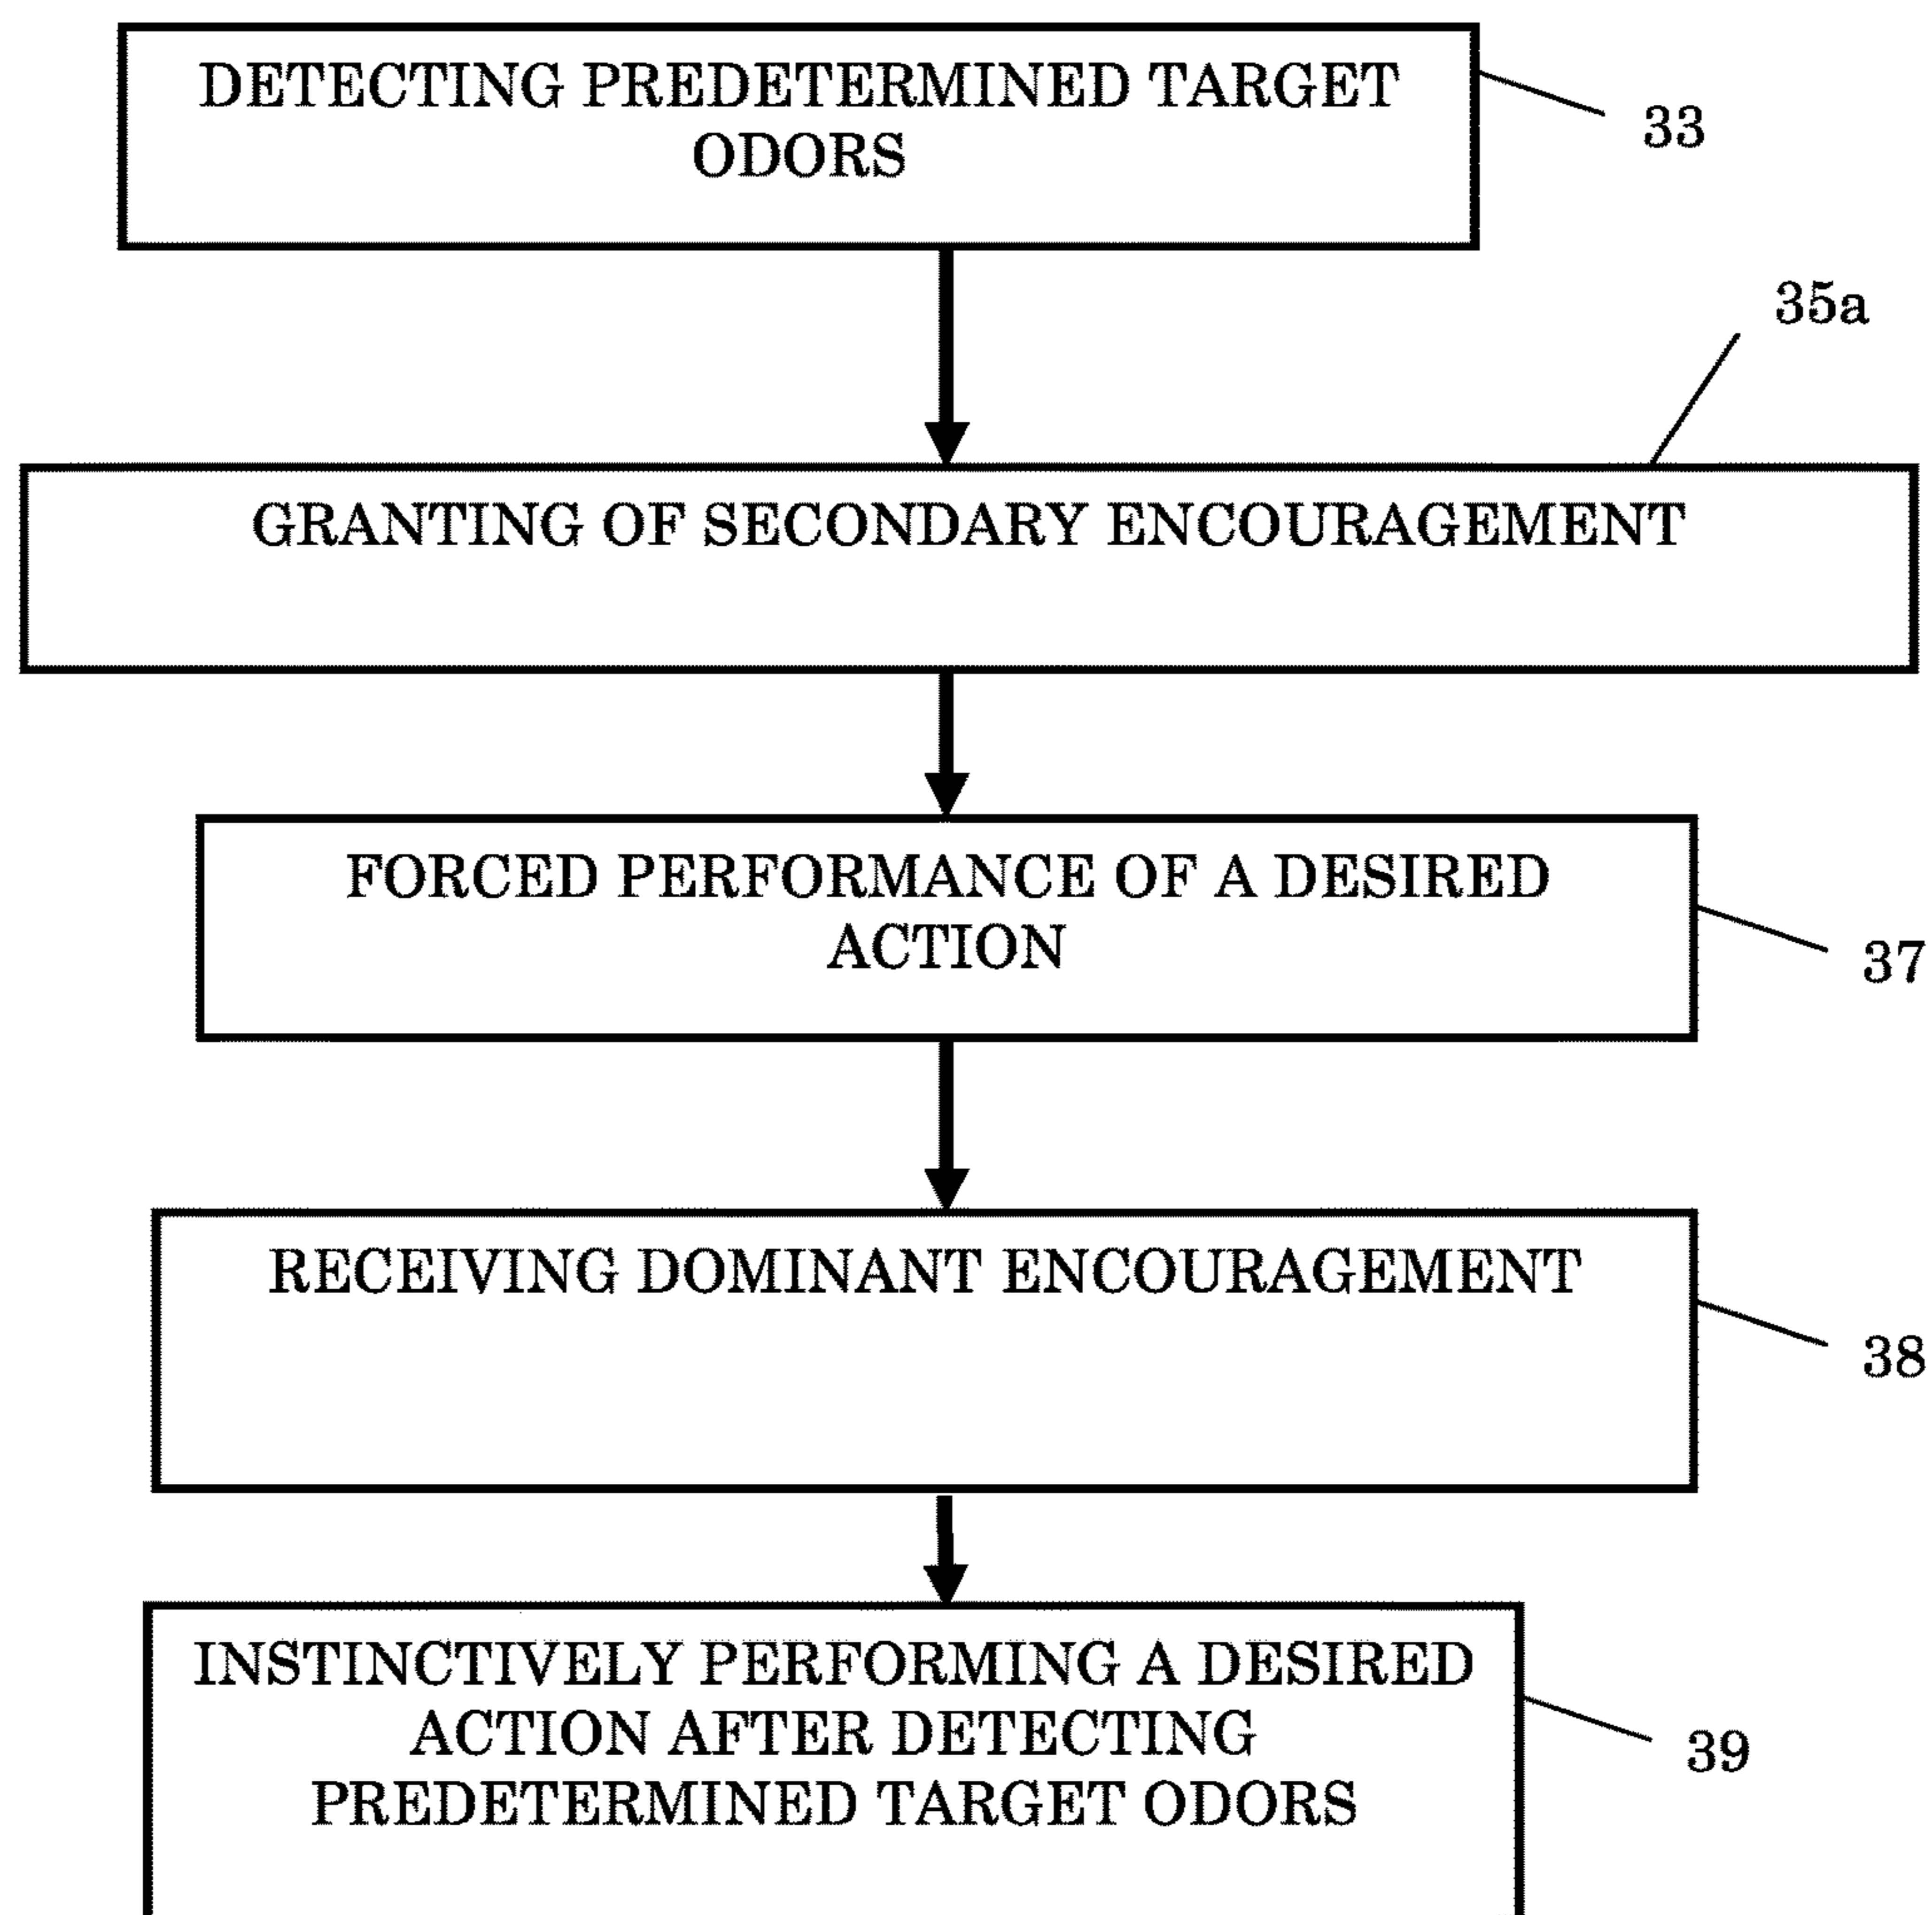 DETECTING PREDETERMINED TARGET
ODORS
33
35a
GRANTING OF SECONDARY ENCOURAGEMENT
FORCED PERFORMANCE OF A DESIRED
ACTION
37
RECEIVING DOMINANT ENCOURAGEMENT
38
INSTINCTIVELY PERFORMING A DESIRED
ACTION AFTER DETECTING
PREDETERMINED TARGET ODORS
39